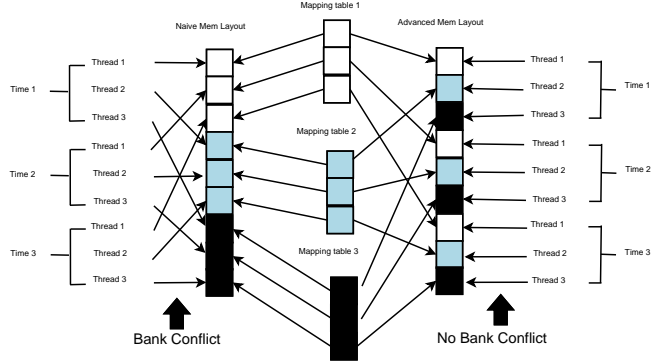 Mapping table 1
Naive Mem Layout
Advanced Mem Layout
Time 1
Thread 1
Thread 2
Thread 3
Time 2
Thread 1
Thread 2
Thread 3
Time 3
Thread 1
Thread 2
Thread 3
Mapping table 2
Mapping table 3
Thread 1
Thread 2
Thread 3
Time 1
Thread 1
Thread 2
Thread 3
Time 2
Thread 1
Thread 2
Thread 3
Time 3
Bank Conflict
No Bank Conflict